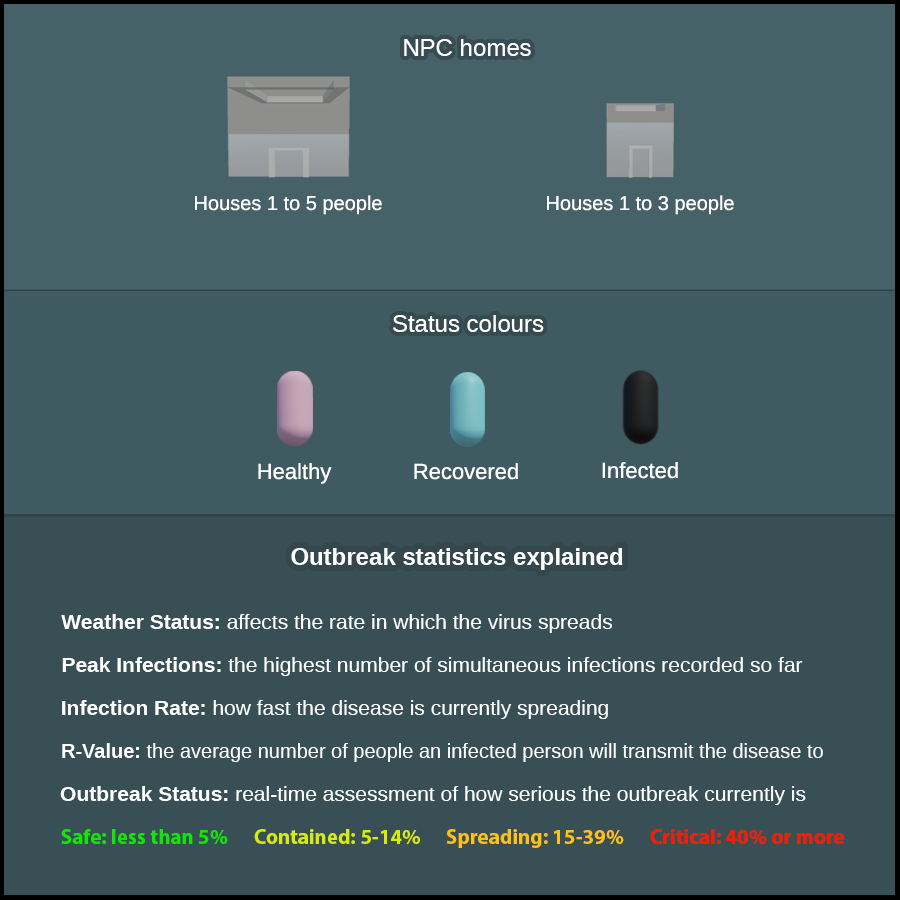 NPC homes
Houses 1 to 5 people
Houses 1 to 3 people
Status colours
Healthy
Recovered
Infected
Outbreak statistics explained
Weather Status: affects the rate in which the virus spreads
Peak Infections: the highest number of simultaneous infections recorded so far
Infection Rate: how fast the disease is currently spreading
R-Value: the average number of people an infected person will transmit the disease to
Outbreak Status: real-time assessment of how serious the outbreak currently is
Safe: less than 5% Contained: 5-14% Spreading: 15-39% Critical: 40% or more